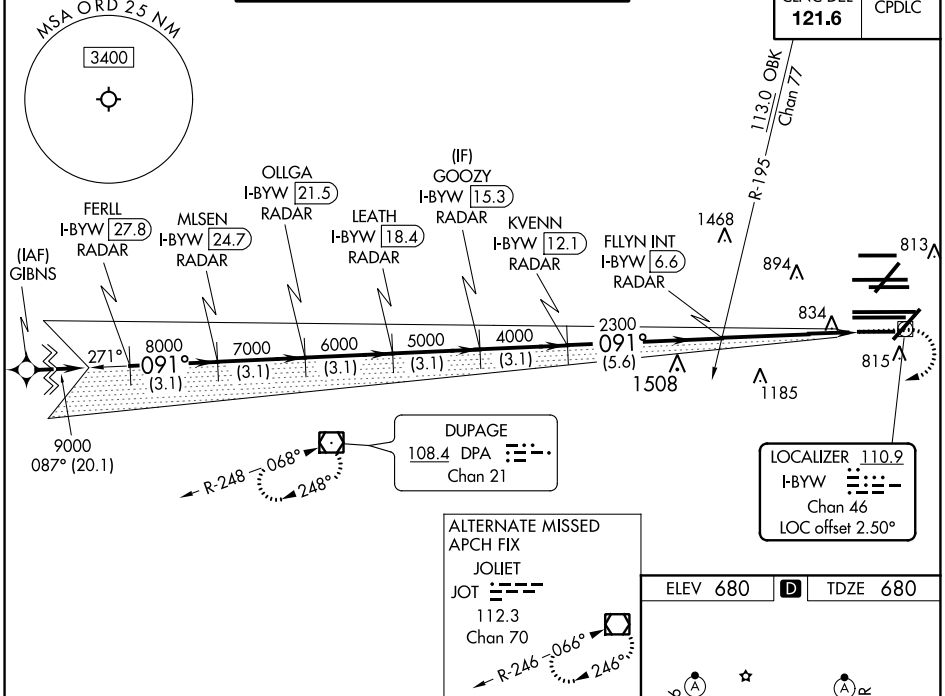 MSA ORD 25 NM
3400
121.6
CPDLC
113.0 OBK
Chan 77
R-195
(IAF)
GIBNS
FERLL
I-BYW 27.8
RADAR
MLSEN
I-BYW 24.7
RADAR
OLLGA
I-BYW 21.5
RADAR
LEATH
I-BYW 18.4
RADAR
(IF)
GOOZY
I-BYW 15.3
RADAR
KVENN
I-BYW 12.1
RADAR
FLLYN INT
I-BYW 6.6
RADAR
1468
894
813
834
815
1508
1185
271°
8000
091°
(3.1)
7000
(3.1)
6000
(3.1)
5000
(3.1)
4000
(3.1)
2300
091°
(5.6)
9000
087° (20.1)
R-248
068°
248°
DUPAGE
108.4 DPA
Chan 21
LOCALIZER 110.9
I-BYW
Chan 46
LOC offset 2.50°
ALTERNATE MISSED
APCH FIX
JOLIET
JOT
112.3
Chan 70
R-246
066°
246°
ELEV 680 D TDZE 680
A
A